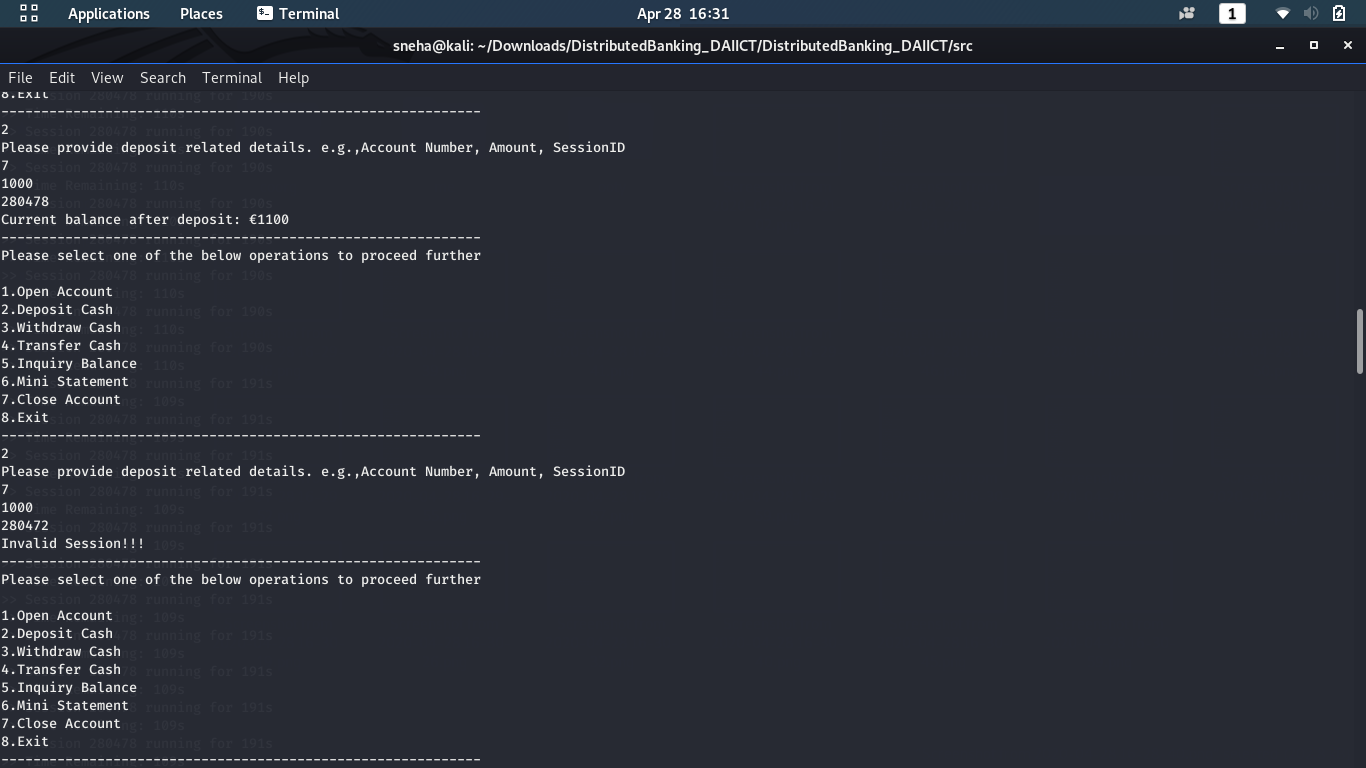 Applications Places Terminal Apr 28 16:31 1
sneha@kali: ~/Downloads/DistributedBanking_DAIICT/DistributedBanking_DAIICT/src
File Edit View Search Terminal Help
8.Exit
------------------------------------------------------------
2
Please provide deposit related details. e.g.,Account Number, Amount, SessionID
7
1000
280478
Current balance after deposit: €1100
------------------------------------------------------------
Please select one of the below operations to proceed further
1.Open Account
2.Deposit Cash
3.Withdraw Cash
4.Transfer Cash
5.Inquiry Balance
6.Mini Statement
7.Close Account
8.Exit
------------------------------------------------------------
2
Please provide deposit related details. e.g.,Account Number, Amount, SessionID
7
1000
280472
Invalid Session!!!
------------------------------------------------------------
Please select one of the below operations to proceed further
1.Open Account
2.Deposit Cash
3.Withdraw Cash
4.Transfer Cash
5.Inquiry Balance
6.Mini Statement
7.Close Account
8.Exit
------------------------------------------------------------